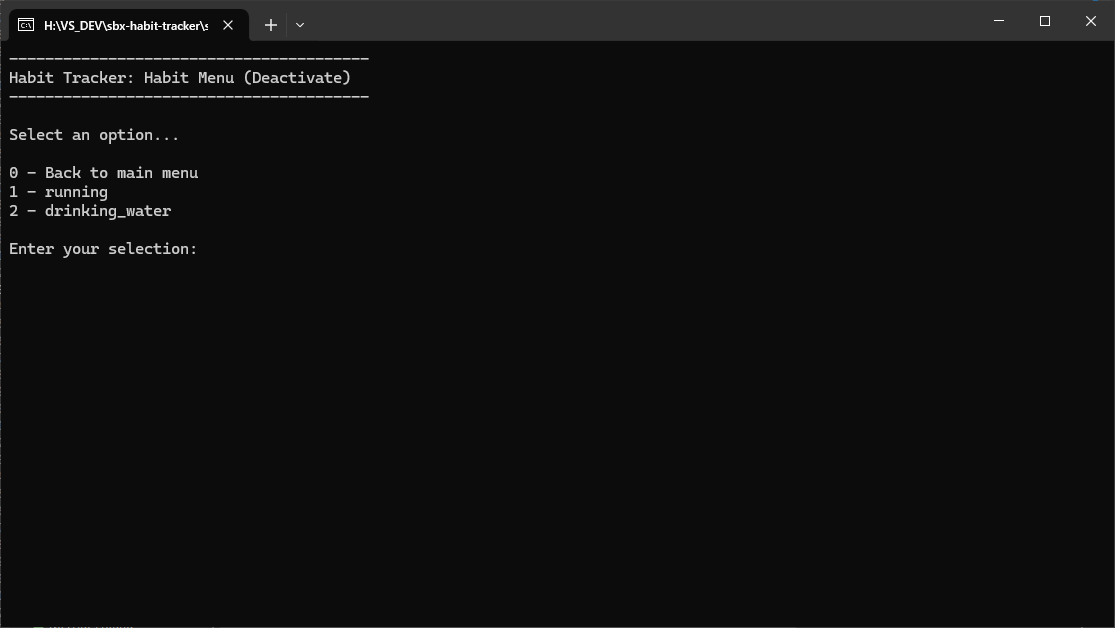 H:\VS_DEV\sbx-habit-tracker\s
----------------------------------------
Habit Tracker: Habit Menu (Deactivate)
----------------------------------------
Select an option...
0 - Back to main menu
1 - running
2 - drinking_water
Enter your selection: